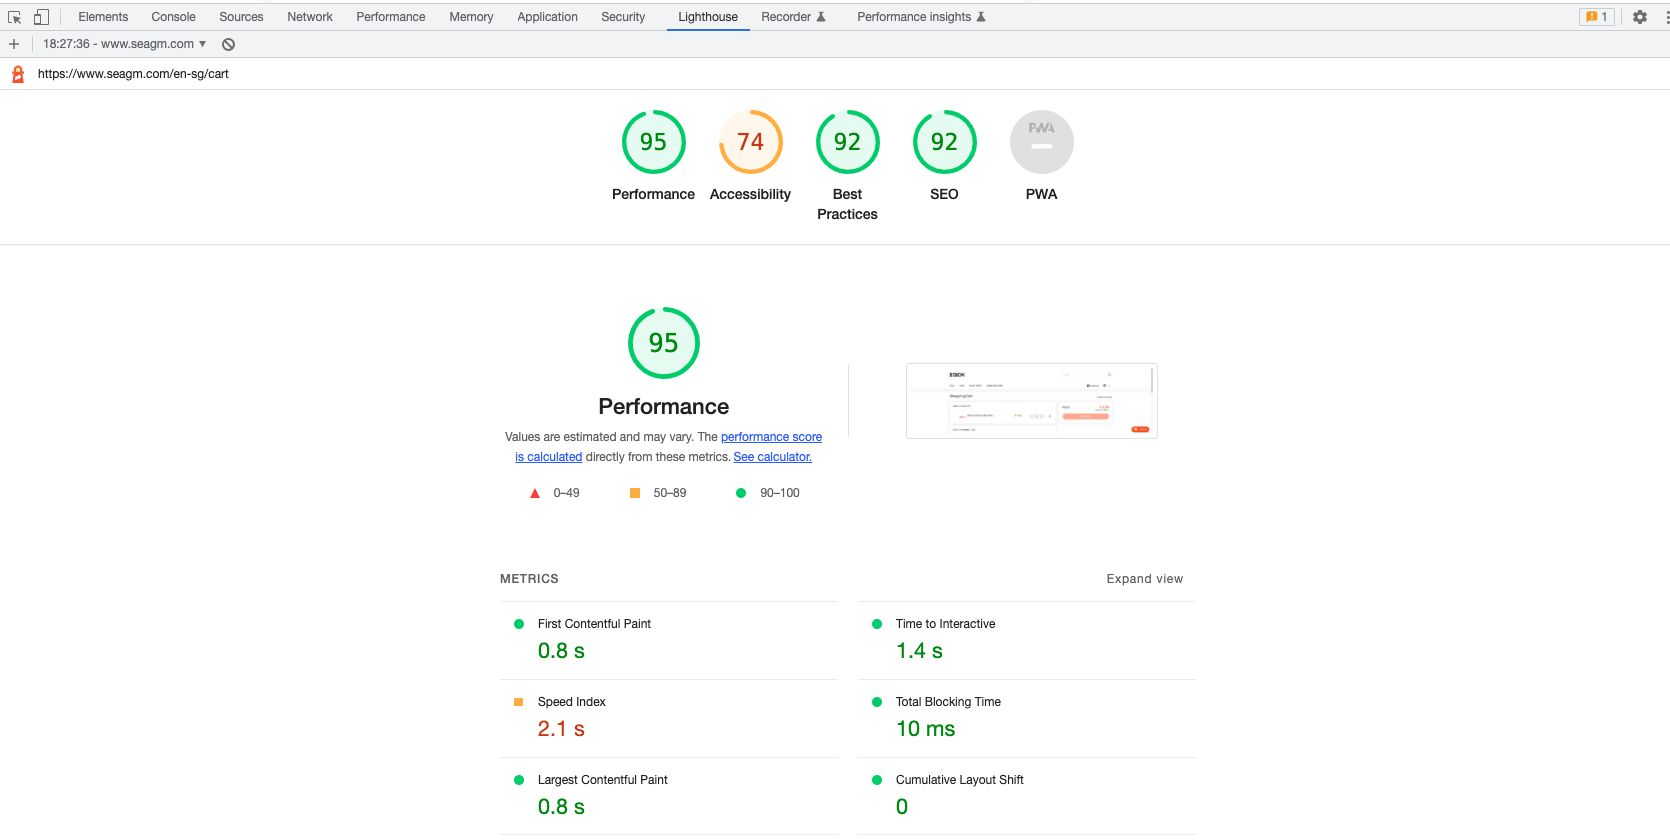 Elements Console Sources Network Performance Memory Application Security Lighthouse Recorder Performance insights 1
18:27:36 - www.seagm.com
https://www.seagm.com/en-sg/cart
95 74 92 92 PWA
Performance Accessibility Best Practices SEO PWA
95
Performance
Values are estimated and may vary. The performance score
is calculated directly from these metrics. See calculator.
0–49 50–89 90–100
METRICS Expand view
First Contentful Paint
0.8 s
Time to Interactive
1.4 s
Speed Index
2.1 s
Total Blocking Time
10 ms
Largest Contentful Paint
0.8 s
Cumulative Layout Shift
0